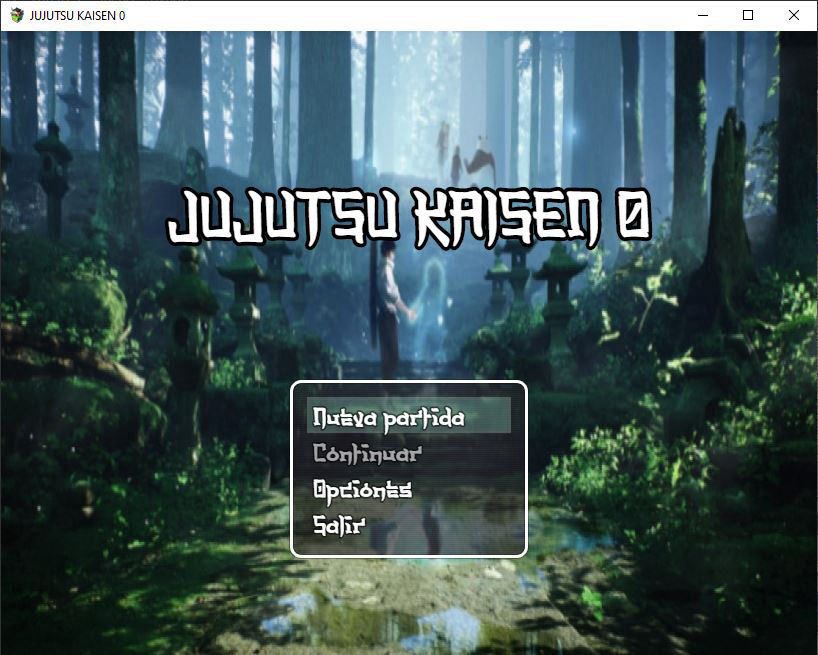 JUJUTSU KAISEN 0
JUJUTSU KAISEN 0
Nueva partida
Continuar
Opciones
Salir